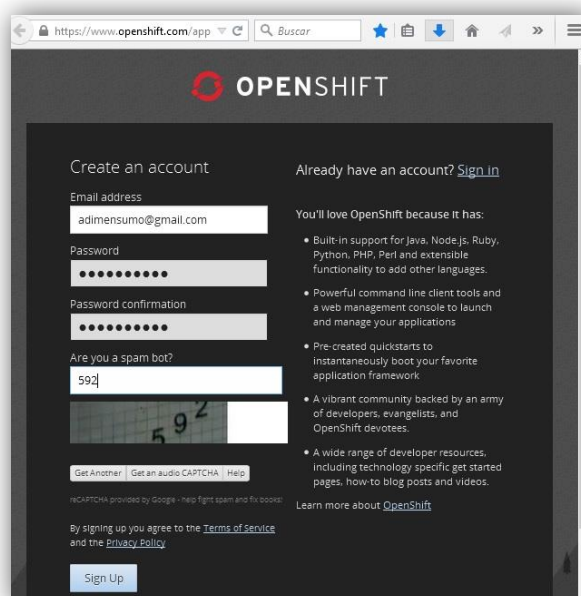 https://www.openshift.com/app
Buscar
OPENSHIFT
Create an account
Email address
adimensumo@gmail.com
Password
●●●●●●●●●●
Password confirmation
●●●●●●●●●●
Are you a spam bot?
592
592
Get Another Get an audio CAPTCHA Help
reCAPTCHA provided by Google - help fight spam and fix books!
By signing up you agree to the Terms of Service
and the Privacy Policy
Sign Up
Already have an account? Sign in
You'll love OpenShift because it has:
• Built-in support for Java, Node.js, Ruby,
Python, PHP, Perl and extensible
functionality to add other languages.
• Powerful command line client tools and
a web management console to launch
and manage your applications
• Pre-created quickstarts to
instantaneously boot your favorite
application framework
• A vibrant community backed by an army
of developers, evangelists, and
OpenShift devotees.
• A wide range of developer resources,
including technology specific get started
pages, how-to blog posts and videos.
Learn more about OpenShift